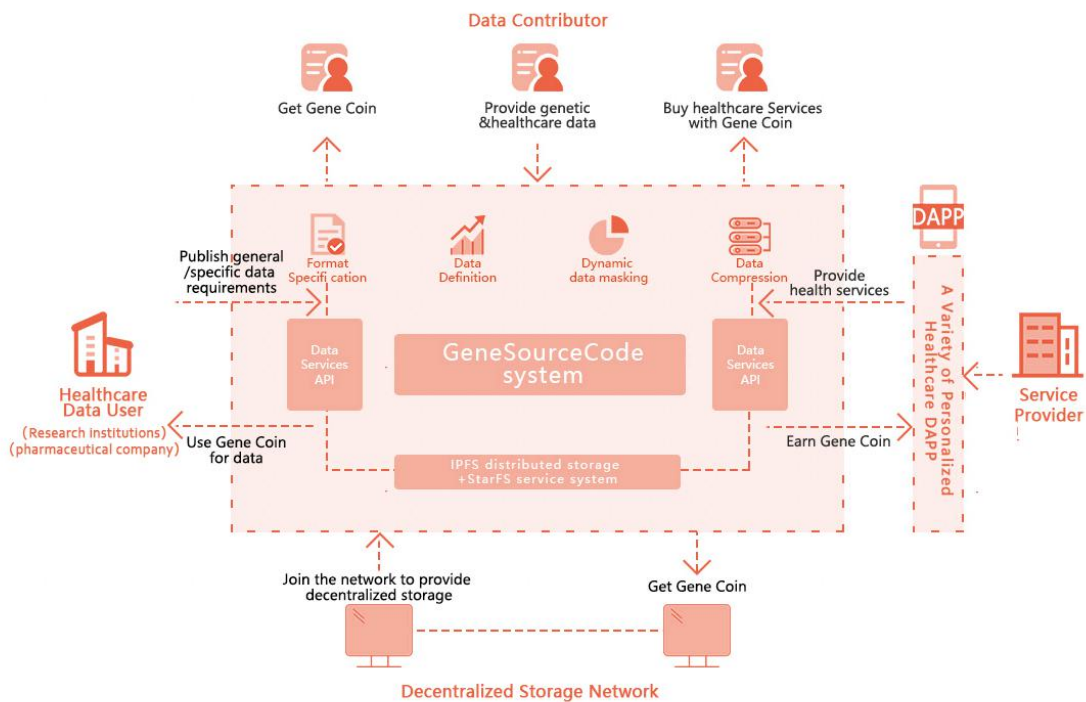 Data Contributor
Get Gene Coin
Provide genetic
&healthcare data
Buy healthcare Services
with Gene Coin
DAPP
Format
Specifi cation
Data
Definition
Dynamic
data masking
Data
Compression
Publish general
/specific data
requirements
Provide
health services
A Variety of Personalized
Healthcare DAPP
Data
Services
API
GeneSourceCode
system
Data
Services
API
Healthcare
Data User
(Research institutions)
(pharmaceutical company)
Service
Provider
Use Gene Coin
for data
Earn Gene Coin
IPFS distributed storage
+StarFS service system
Join the network to provide
decentralized storage
Get Gene Coin
Decentralized Storage Network